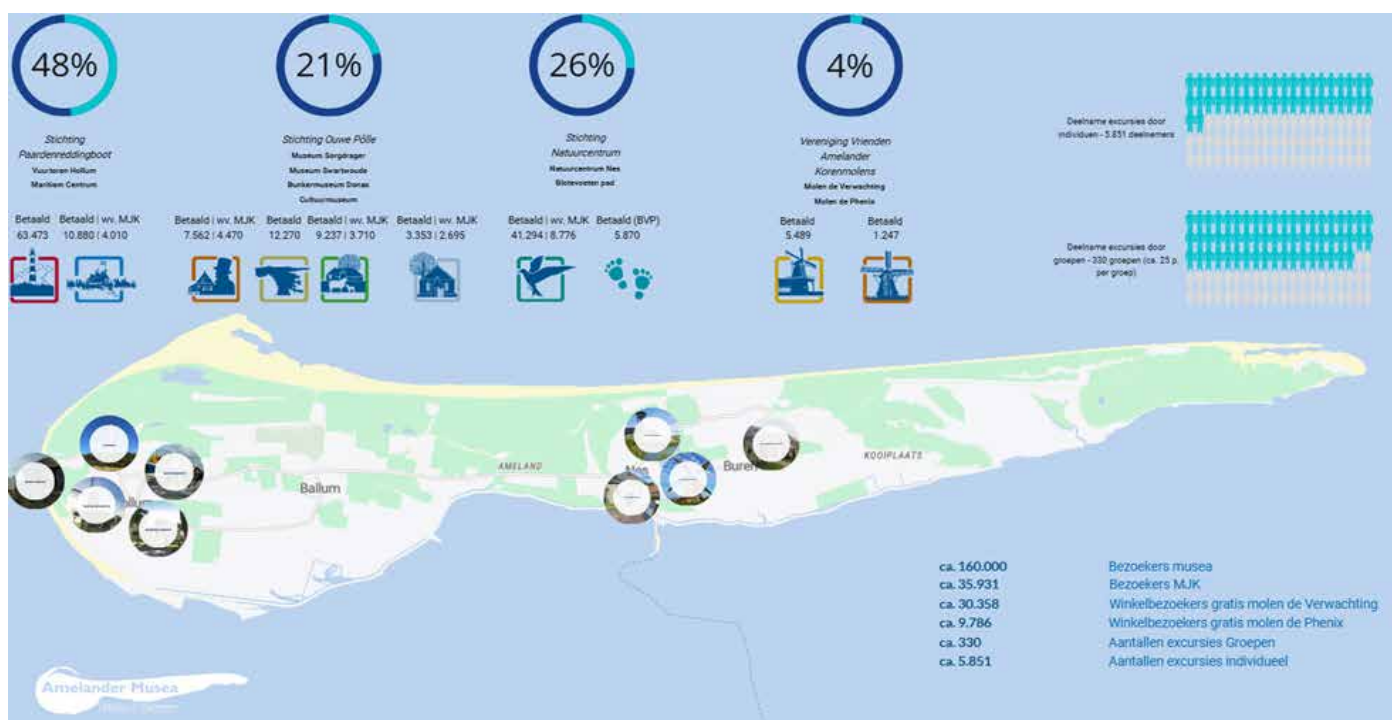 48%
Stichting
Paardenreddingboot
Vuurtoren Hollum
Maritiem Centrum
Betaald
63.473
Betaald | wv. MJK
10.880 | 4.010
21%
Stichting Ouwe Pôlle
Museum Sorgdrager
Museum Swartwoude
Bunkermuseum Donas
Cultuurmuseum
Betaald | wv. MJK
7.562 | 4.470
Betaald
12.270
Betaald | wv. MJK
9.237 | 3.710
Betaald | wv. MJK
3.353 | 2.695
26%
Stichting
Natuurcentrum
Natuurcentrum Nes
Blotevoeten pad
Betaald | wv. MJK
41.294 | 8.776
Betaald (BVP)
5.870
4%
Vereniging Vrienden
Amelander
Korenmolens
Molen de Verwachting
Molen de Phenix
Betaald
5.489
Betaald
1.247
Deelname excursies door
individuen - 5.851 deelnemers
Deelname excursies door
groepen - 330 groepen (ca. 25 p.
per groep)
Ballum
AMELAND
Nes
Buren
KOOIPLAATS
ca. 160.000 Bezoekers musea
ca. 35.931 Bezoekers MJK
ca. 30.358 Winkelbezoekers gratis molen de Verwachting
ca. 9.786 Winkelbezoekers gratis molen de Phenix
ca. 330 Aantallen excursies Groepen
ca. 5.851 Aantallen excursies individueel
Amelander Musea